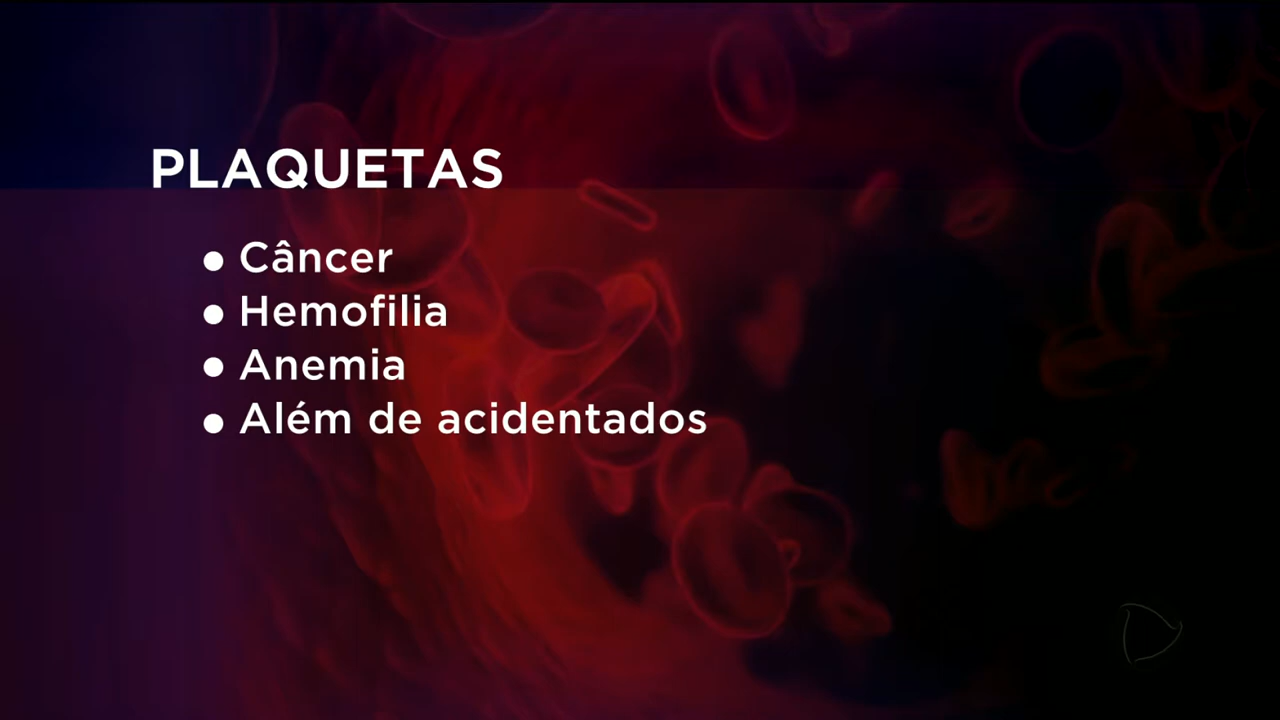 PLAQUETAS
● Câncer
● Hemofilia
● Anemia
● Além de acidentados